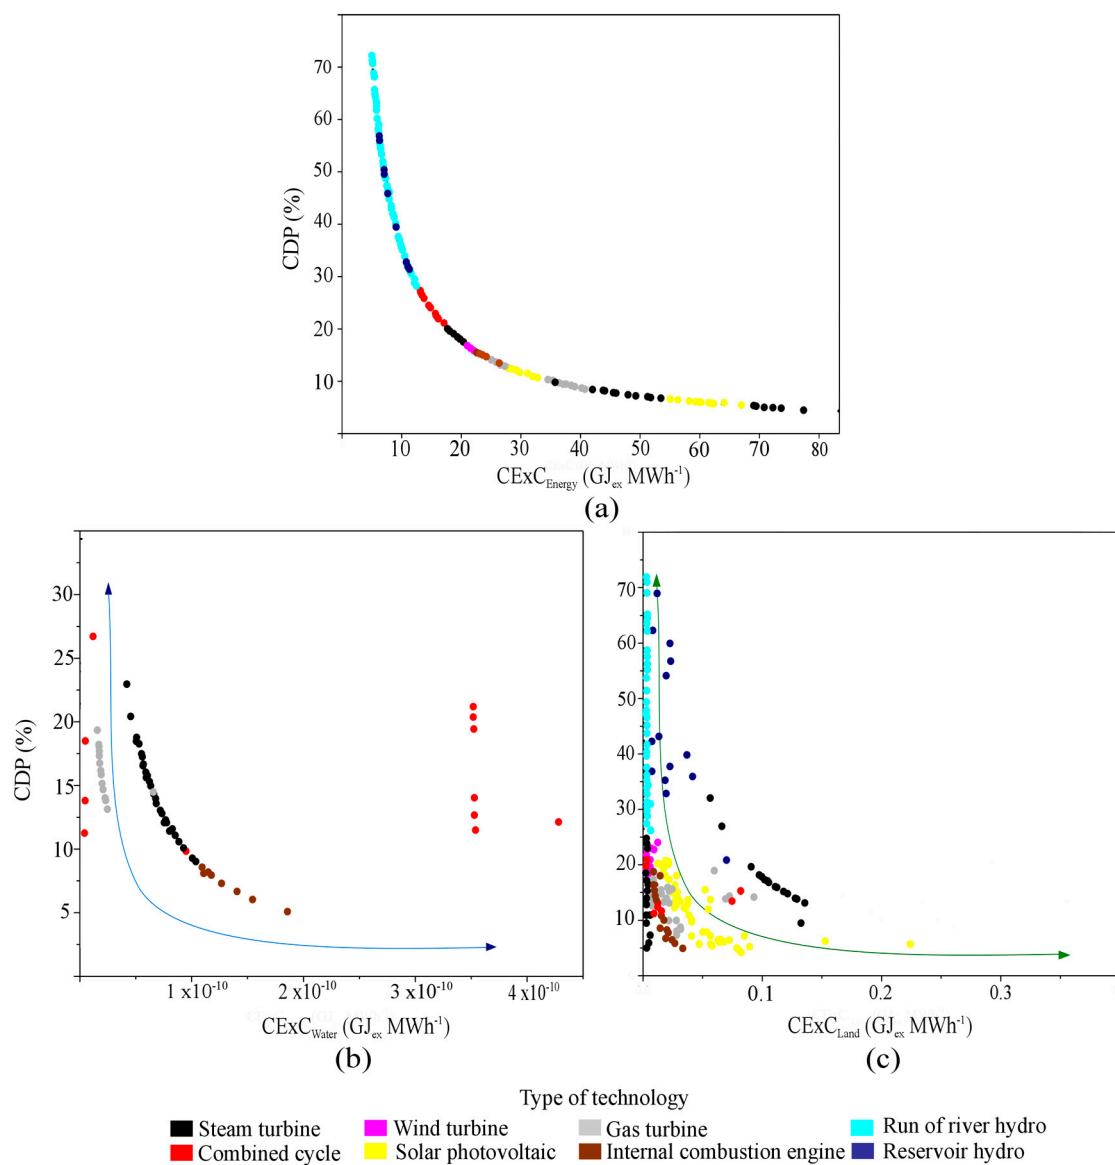 70
60
50
40
30
20
10
CDP (%)
10 20 30 40 50 60 70 80
CExC_Energy (GJ_ex MWh⁻¹)
(a)
30
25
20
15
10
5
CDP (%)
1 x10⁻¹⁰ 2 x10⁻¹⁰ 3 x10⁻¹⁰ 4 x10⁻¹⁰
CExC_Water (GJ_ex MWh⁻¹)
(b)
70
60
50
40
30
20
10
0.1 0.2 0.3
CExC_Land (GJ_ex MWh⁻¹)
(c)
Type of technology
Steam turbine Wind turbine Gas turbine Run of river hydro
Combined cycle Solar photovoltaic Internal combustion engine Reservoir hydro